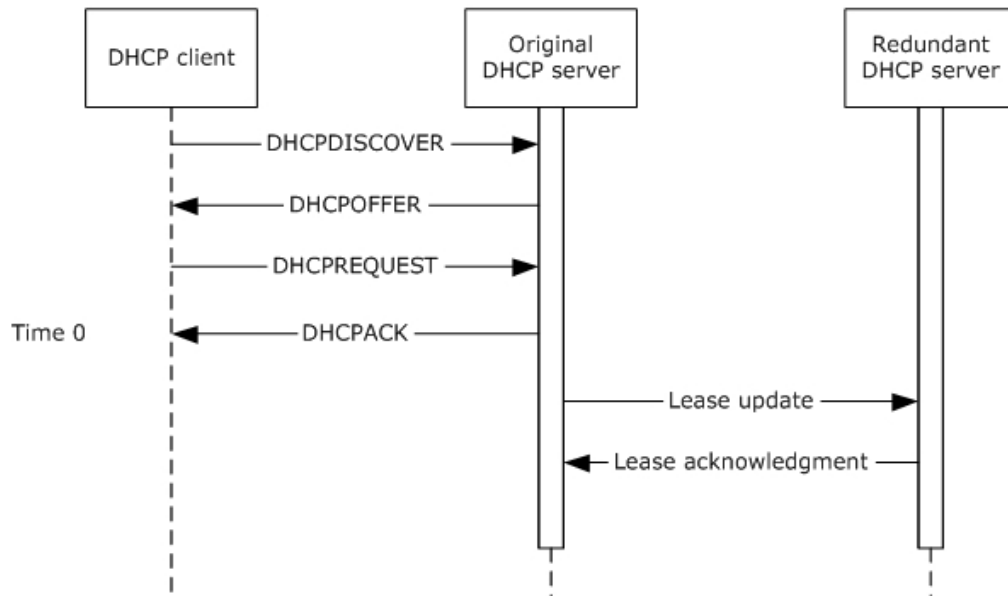 DHCP client
Original
DHCP server
Redundant
DHCP server
DHCPDISCOVER
DHCPOFFER
DHCPREQUEST
Time 0
DHCPACK
Lease update
Lease acknowledgment